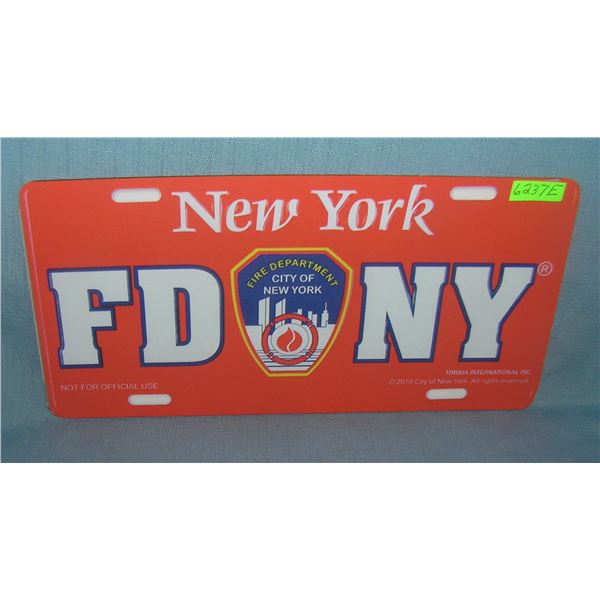 New York
6237E
FD NY®
FIRE DEPARTMENT
CITY OF
NEW YORK
NOT FOR OFFICIAL USE
TORKIA INTERNATIONAL INC.
©2010 City of New York. All rights reserved.